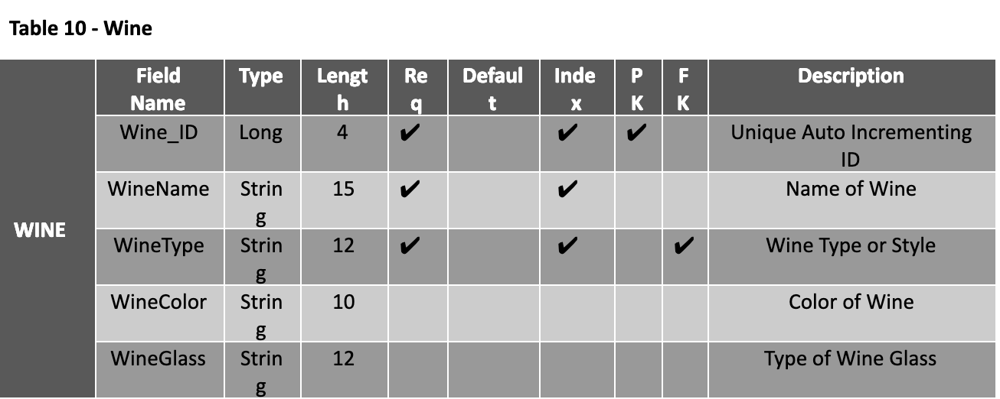 Table 10 - Wine
WINE
Field Name Type Length Req Default Index PK FK Description
Wine_ID Long 4 ✔ ✔ ✔ Unique Auto Incrementing ID
WineName String 15 ✔ ✔ Name of Wine
WineType String 12 ✔ ✔ ✔ Wine Type or Style
WineColor String 10 Color of Wine
WineGlass String 12 Type of Wine Glass